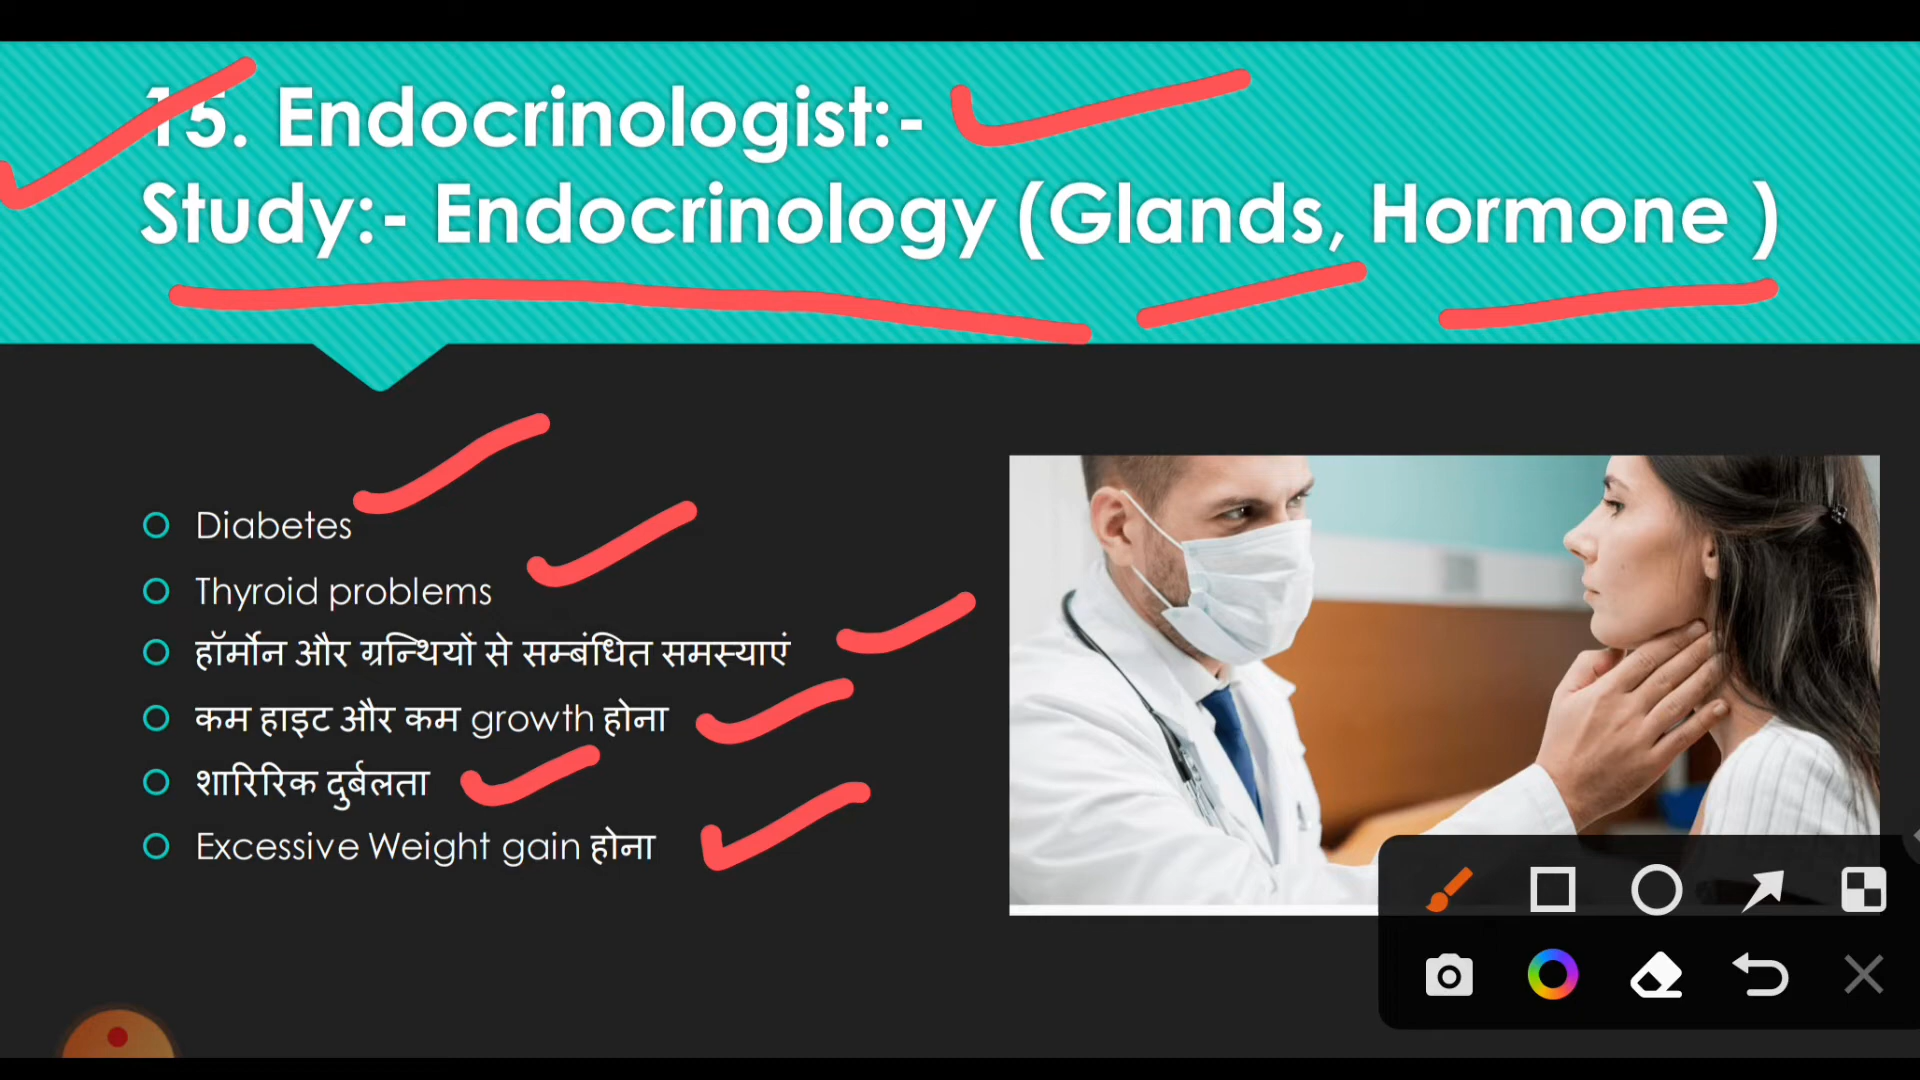 15. Endocrinologist:-
Study:- Endocrinology (Glands, Hormone )
Diabetes
Thyroid problems
हॉर्मोन और ग्रन्थियों से सम्बंधित समस्याएं
कम हाइट और कम growth होना
शारिरिक दुर्बलता
Excessive Weight gain होना